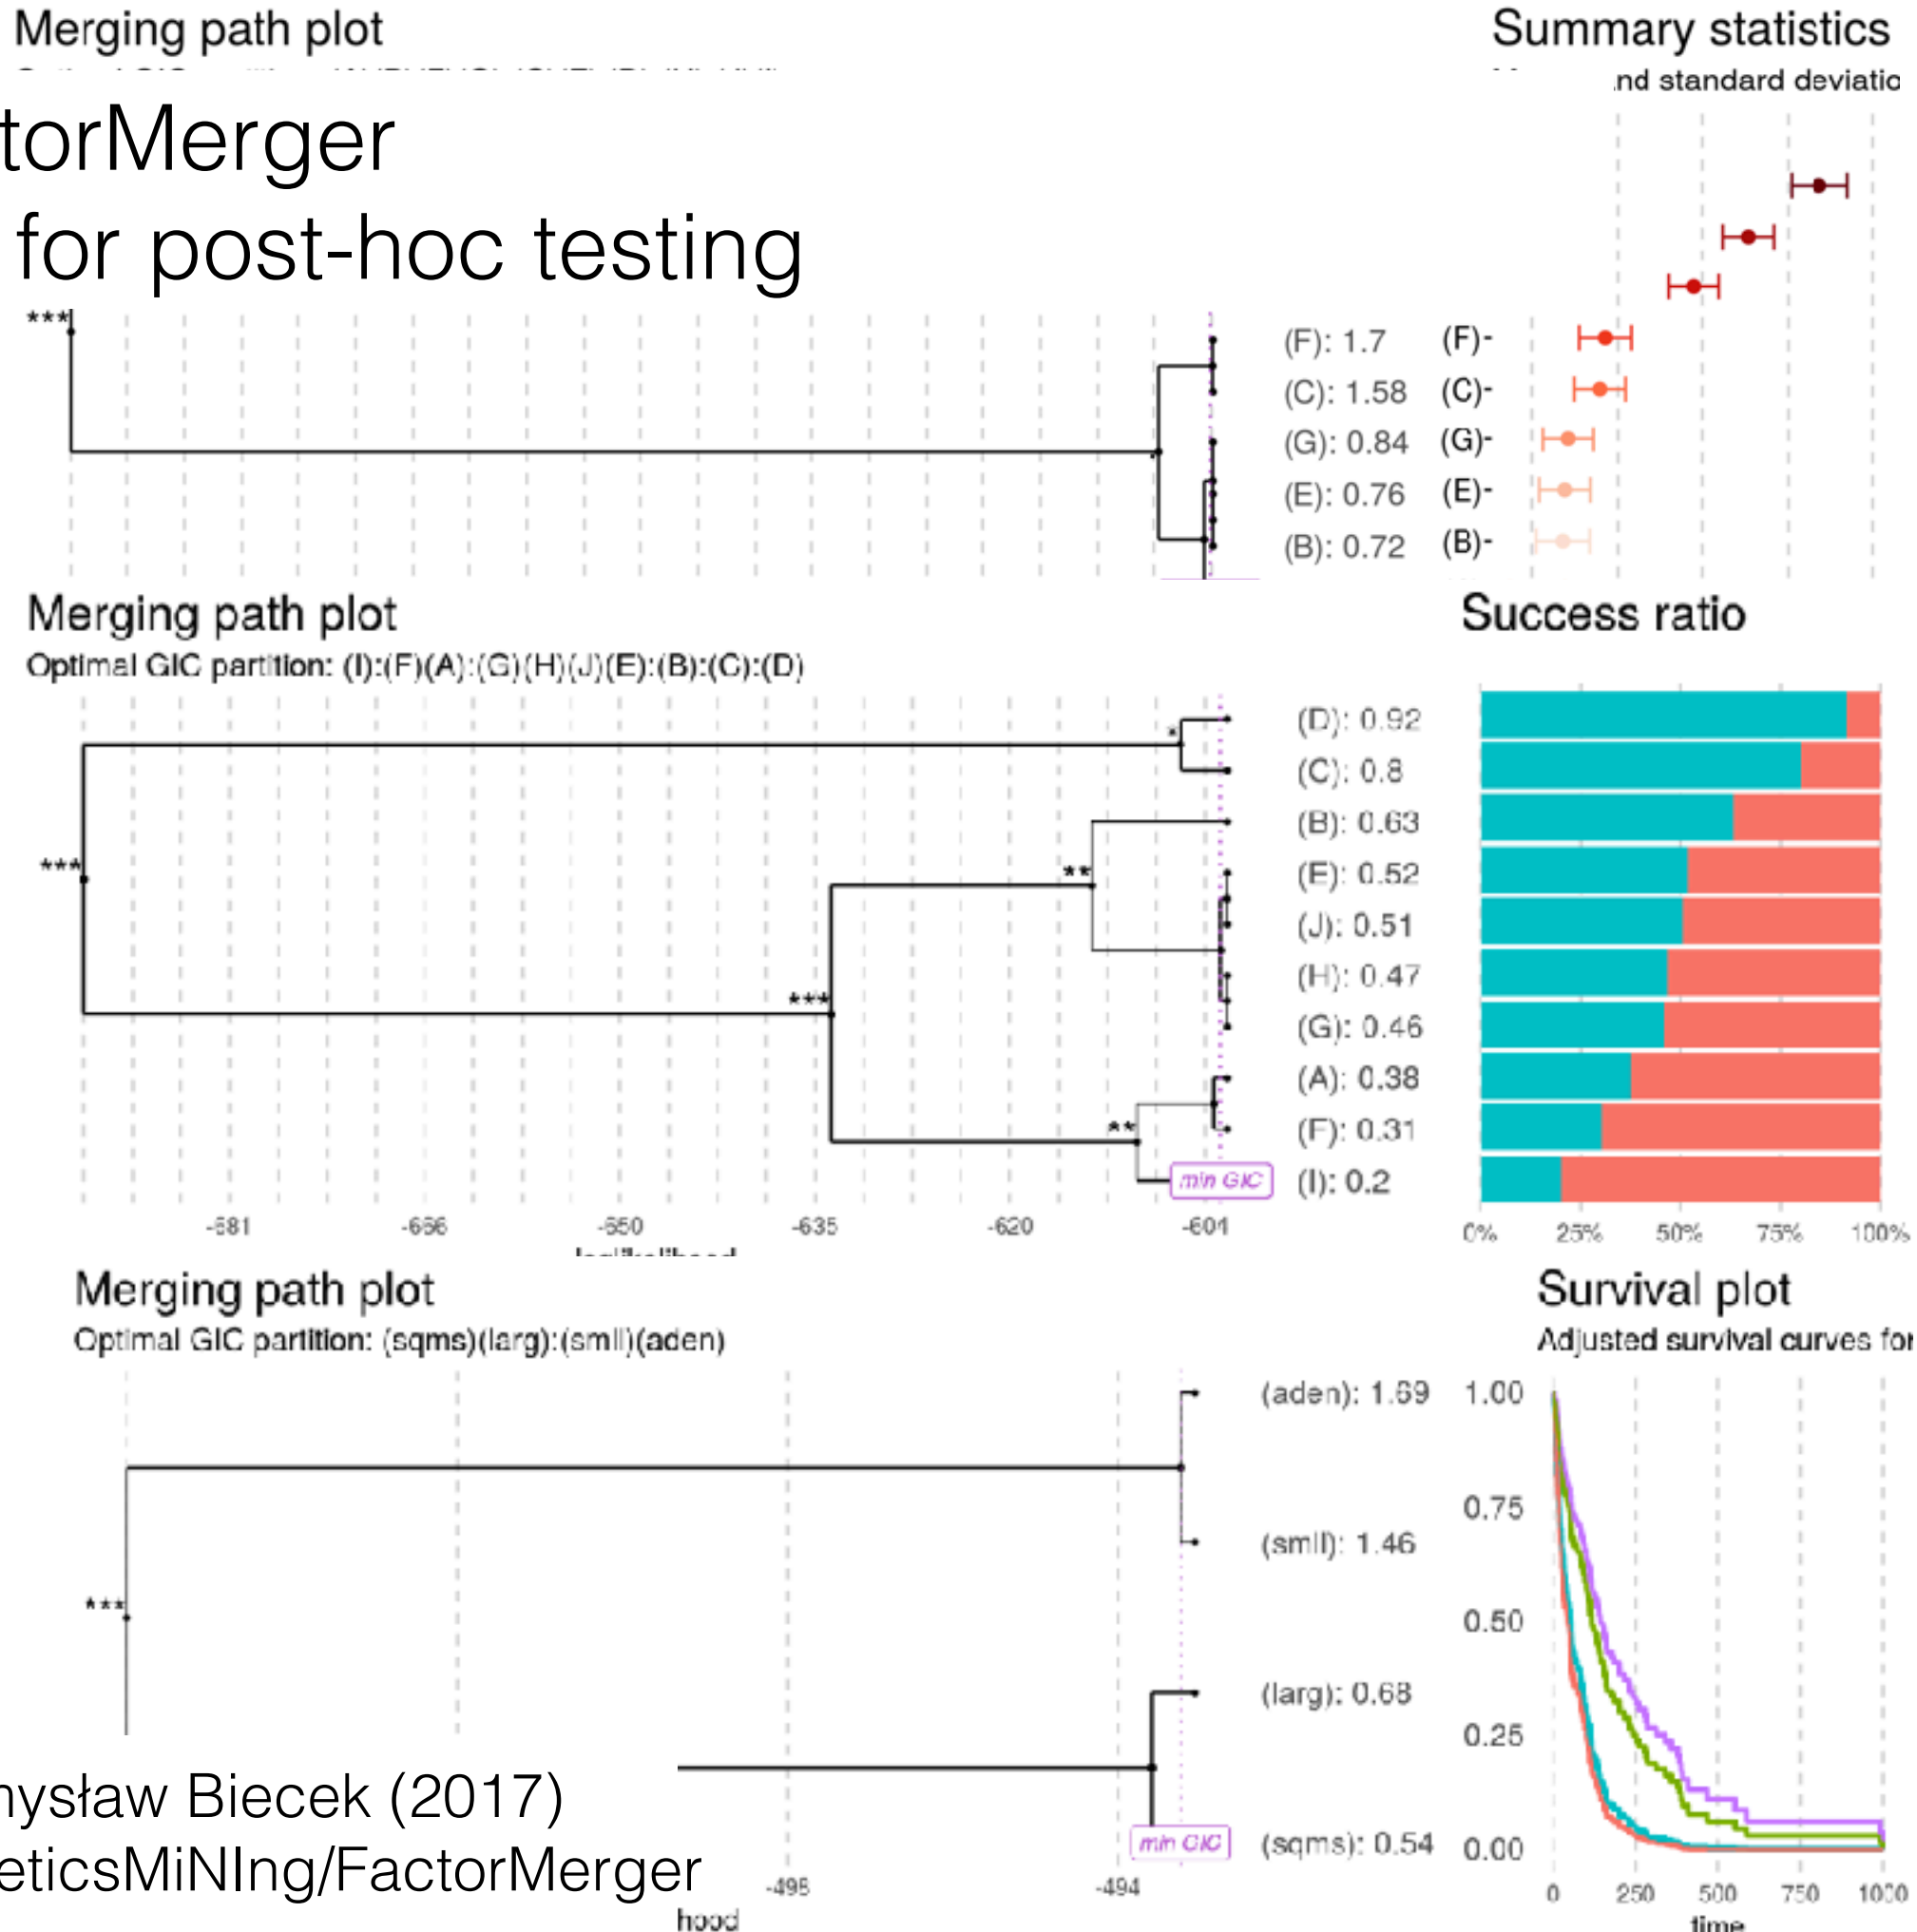 Merging path plot
Summary statistics
nd standard deviatio
torMerger
for post-hoc testing
***
(F): 1.7
(C): 1.58
(G): 0.84
(E): 0.76
(B): 0.72
(F)-
(C)-
(G)-
(E)-
(B)-
Merging path plot
Optimal GIC partition: (I):(F)(A):(G)(H)(J)(E):(B):(C):(D)
Success ratio
*
***
**
***
**
(D): 0.92
(C): 0.8
(B): 0.63
(E): 0.52
(J): 0.51
(H): 0.47
(G): 0.46
(A): 0.38
(F): 0.31
(I): 0.2
min GIC
-681 -666 -650 -635 -620 -604
loglikelihood
0% 25% 50% 75% 100%
Merging path plot
Optimal GIC partition: (sqms)(larg):(smll)(aden)
Survival plot
Adjusted survival curves for
***
(aden): 1.69
(smll): 1.46
(larg): 0.68
(sqms): 0.54
min GIC
-498 -494
hood
1.00
0.75
0.50
0.25
0.00
0 250 500 750 1000
time
mysław Biecek (2017)
eticsMiNIng/FactorMerger